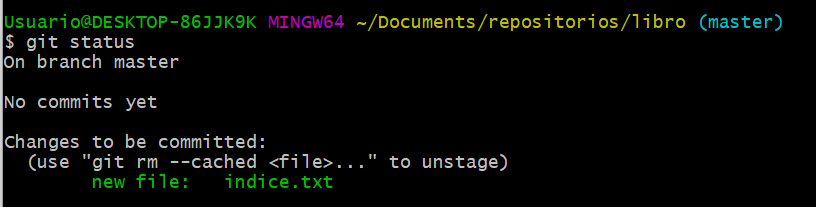 Usuario@DESKTOP-86JJK9K MINGW64 ~/Documents/repositorios/libro (master)
$ git status
On branch master

No commits yet

Changes to be committed:
  (use "git rm --cached <file>..." to unstage)
        new file:   indice.txt